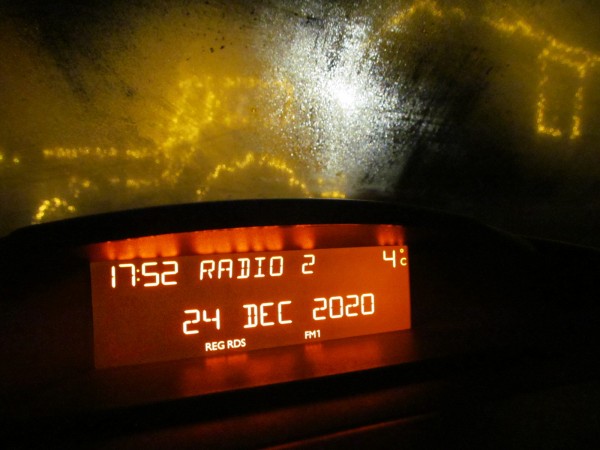 17:52 RADIO 2 4°C
24 DEC 2020
REG RDS FM1